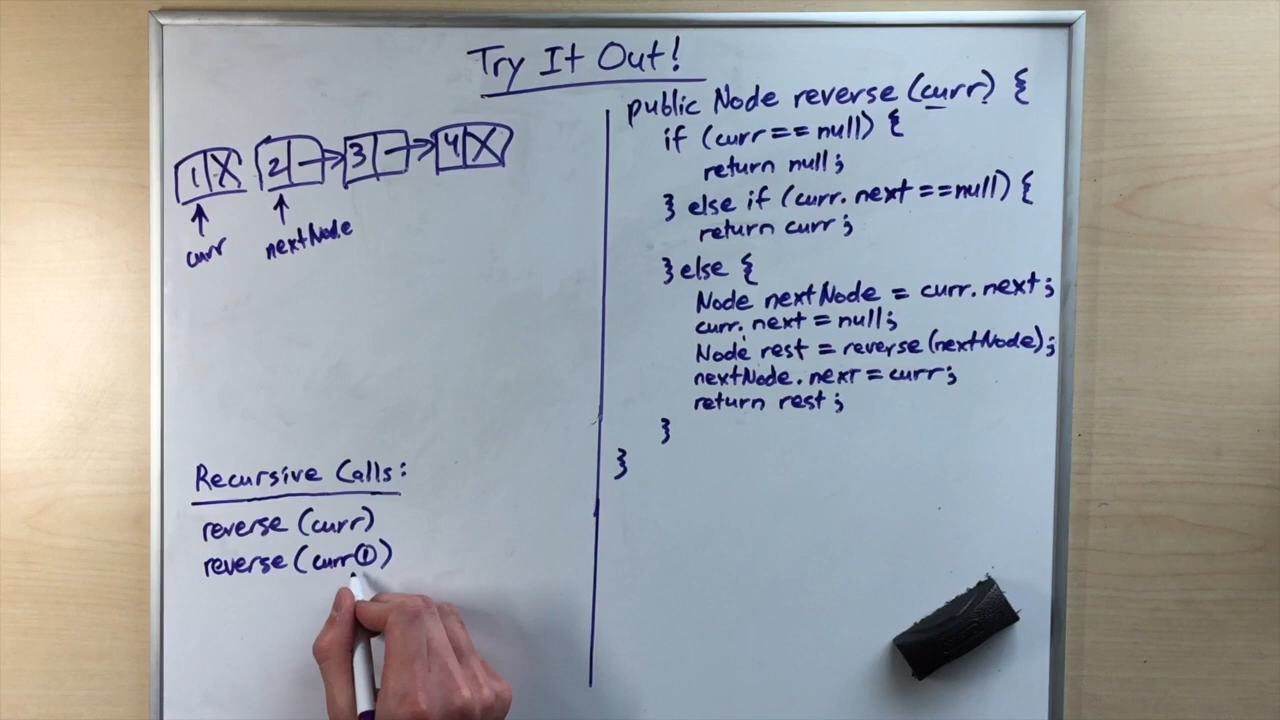 Try It Out!
1 X 2 3 4 X
curr nextNode
Recursive Calls:
reverse (curr)
reverse (curr①)
public Node reverse (curr) {
if (curr == null) {
return null;
} else if (curr.next == null) {
return curr;
} else {
Node nextNode = curr.next;
curr.next = null;
Node rest = reverse (nextNode);
nextNode.next = curr;
return rest;
}
}